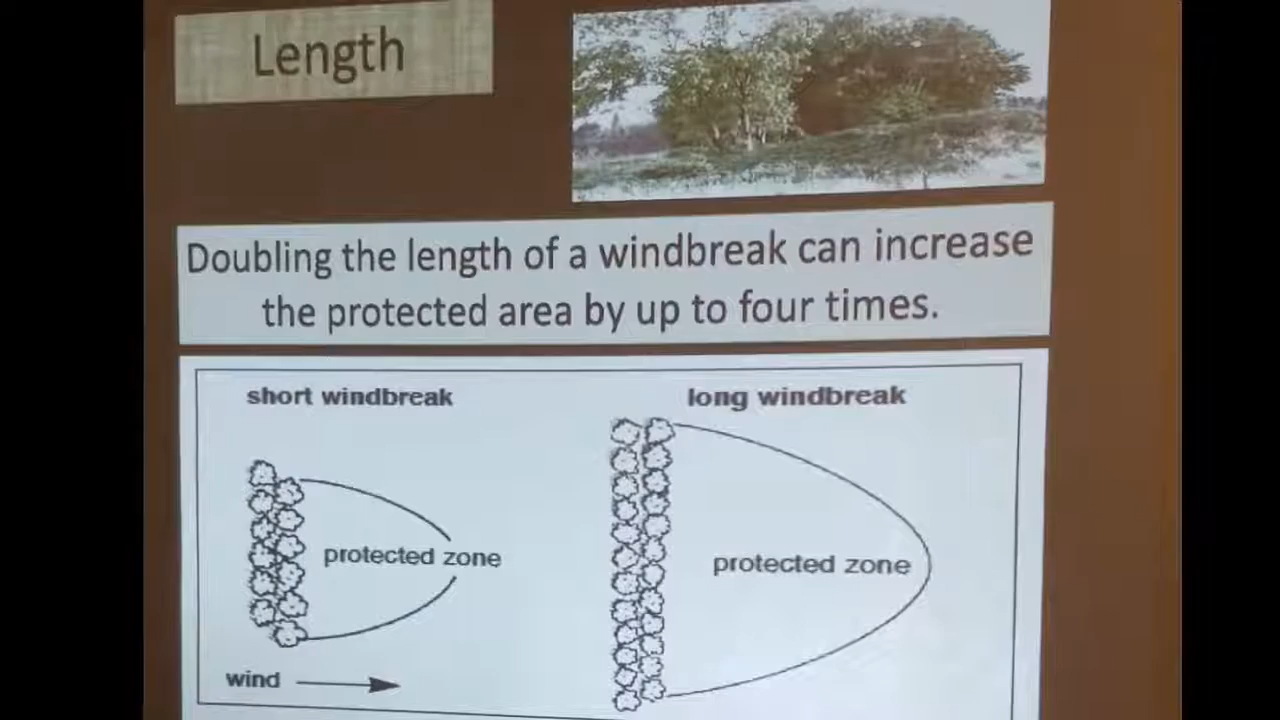 Length
Doubling the length of a windbreak can increase
the protected area by up to four times.
short windbreak
long windbreak
protected zone
protected zone
wind